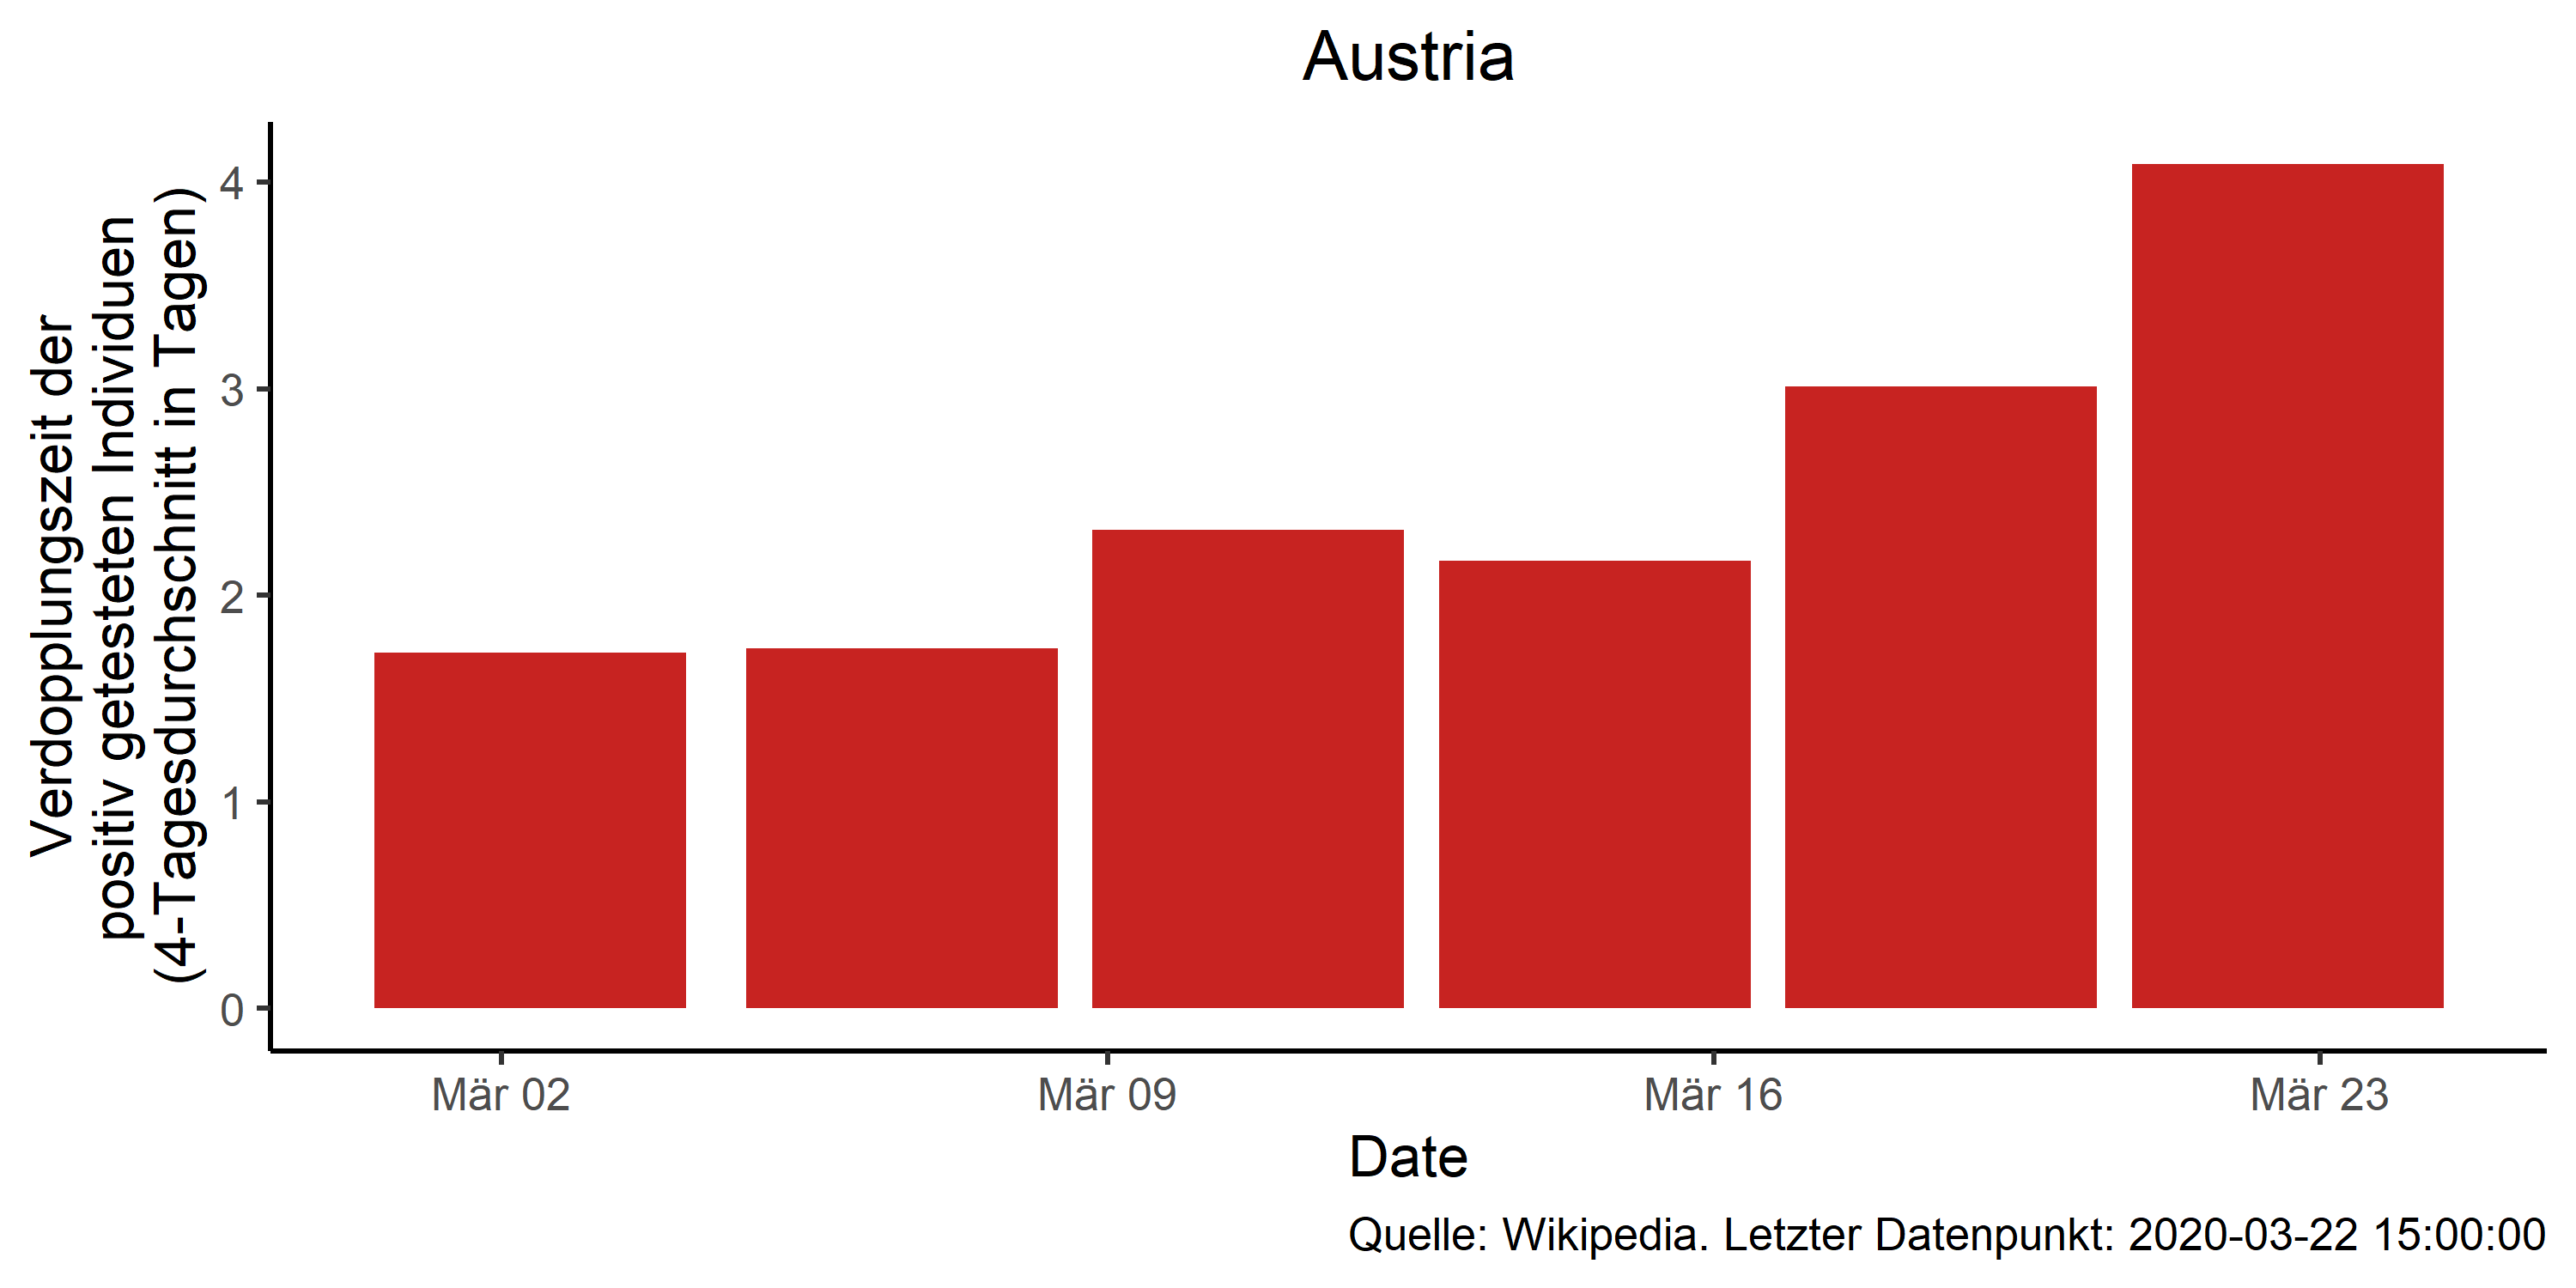 Austria
Verdopplungszeit der
positiv getesteten Individuen
(4-Tagesdurchschnitt in Tagen)
4
3
2
1
0
Mär 02
Mär 09
Mär 16
Mär 23
Date
Quelle: Wikipedia. Letzter Datenpunkt: 2020-03-22 15:00:00